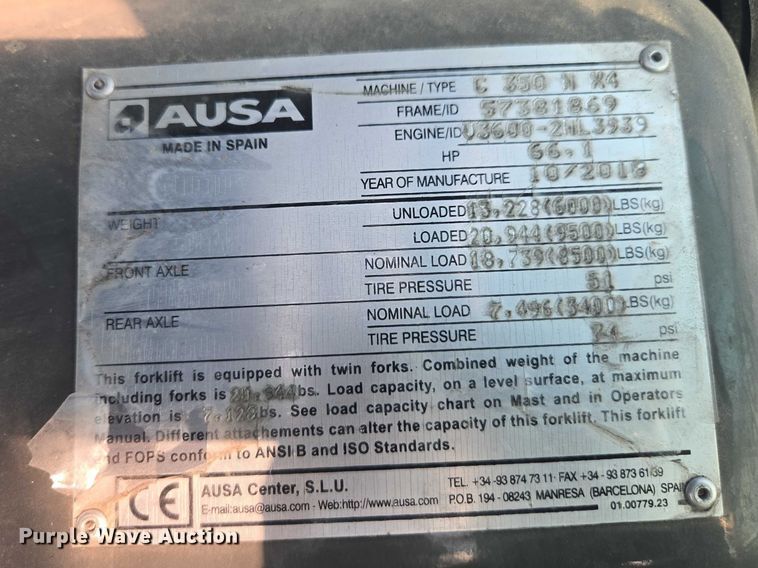 AUSA
MADE IN SPAIN
MACHINE / TYPE C 350 H X4
FRAME/ID 57381869
ENGINE/ID V3600-2HL3939
HP 66.1
YEAR OF MANUFACTURE 10/2018
WEIGHT
UNLOADED 13,228(6000)LBS(kg)
LOADED 20,944(9500)LBS(kg)
FRONT AXLE
NOMINAL LOAD 18,739(8500)LBS(kg)
TIRE PRESSURE 51 psi
REAR AXLE
NOMINAL LOAD 7,496(3400)LBS(kg)
TIRE PRESSURE 74 psi
This forklift is equipped with twin forks. Combined weight of the machine
including forks is 20,944bs. Load capacity, on a level surface, at maximum
elevation is bs. See load capacity chart on Mast and in Operators
Manual. Different attachements can alter the capacity of this forklift. This forklift
and FOPS conform to ANSI B and ISO Standards.
CE
AUSA Center, S.L.U.
E-mail:ausa@ausa.com - Web:http://www.ausa.com
TEL. +34 -93 874 73 11 - FAX +34 - 93 873 61 39
P.O.B. 194 - 08243 MANRESA (BARCELONA) SPAIN
01.00779.23
Purple Wave Auction